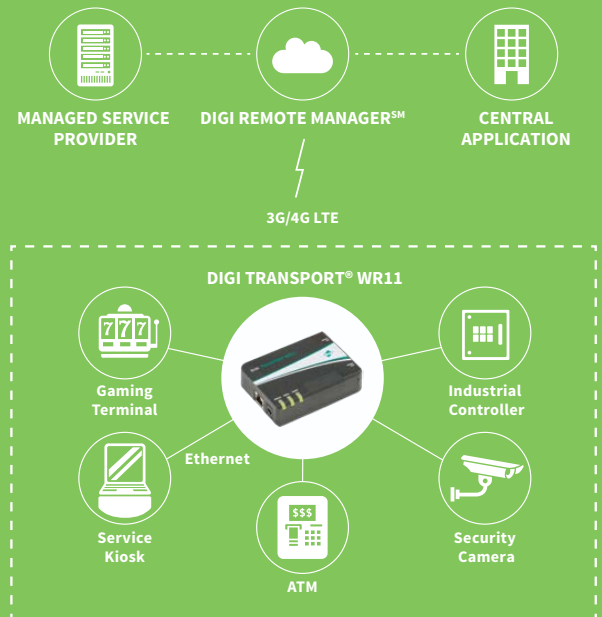 MANAGED SERVICE
PROVIDER
DIGI REMOTE MANAGER℠
CENTRAL
APPLICATION
3G/4G LTE
DIGI TRANSPORT® WR11
777
Gaming
Terminal
Industrial
Controller
Ethernet
Service
Kiosk
$$$
ATM
Security
Camera